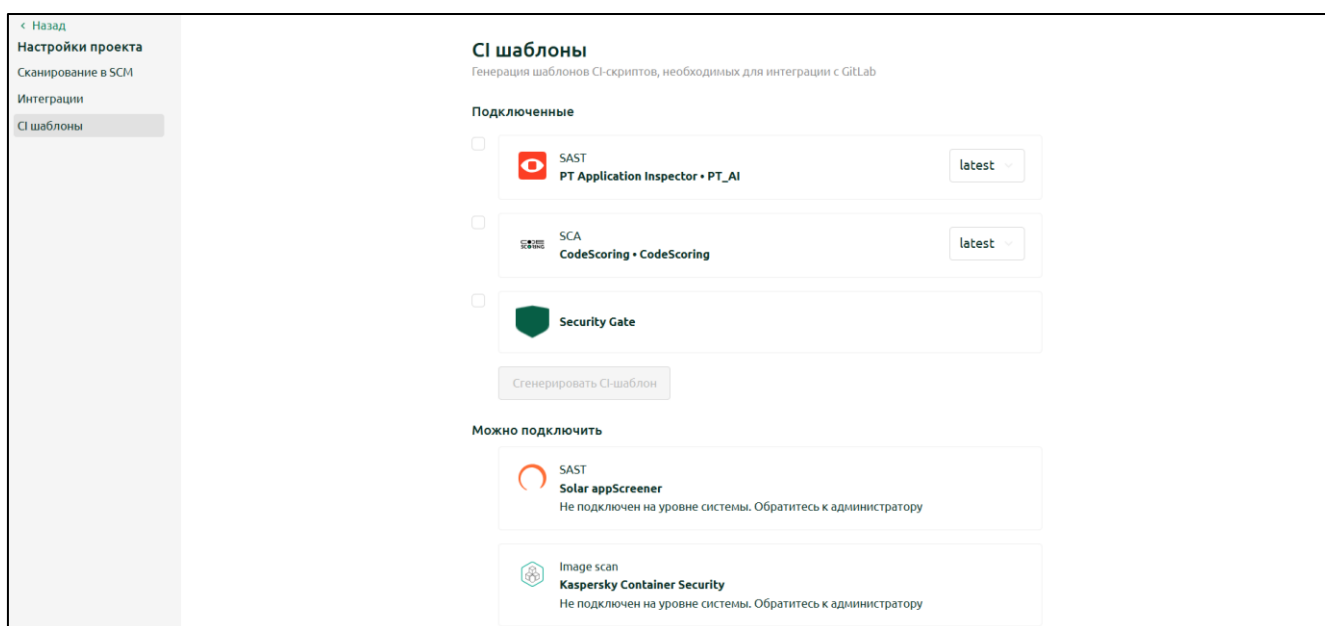 < Назад
Настройки проекта
Сканирование в SCM
Интеграции
CI шаблоны
CI шаблоны
Генерация шаблонов CI-скриптов, необходимых для интеграции с GitLab
Подключенные
SAST
PT Application Inspector • PT_AI
latest
CODE
SCORING
SCA
CodeScoring • CodeScoring
latest
Security Gate
Сгенерировать CI-шаблон
Можно подключить
SAST
Solar appScreener
Не подключен на уровне системы. Обратитесь к администратору
Image scan
Kaspersky Container Security
Не подключен на уровне системы. Обратитесь к администратору